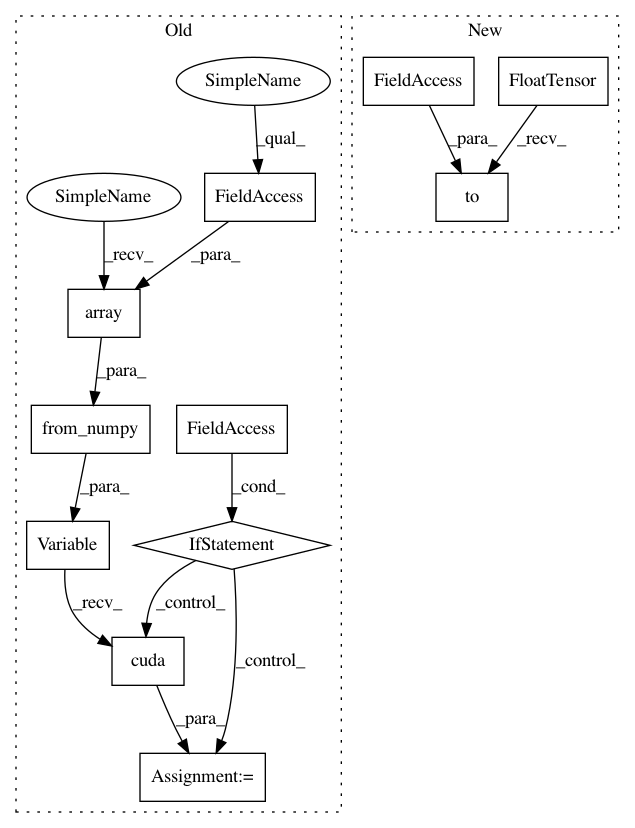 Old
New
SimpleName
FieldAccess
FloatTensor
_qual_
_para_
_recv_
SimpleName
FieldAccess
to
_recv_
_para_
array
_para_
from_numpy
FieldAccess
_para_
_cond_
Variable
IfStatement
_recv_
_control_
cuda
_control_
_para_
Assignment:=